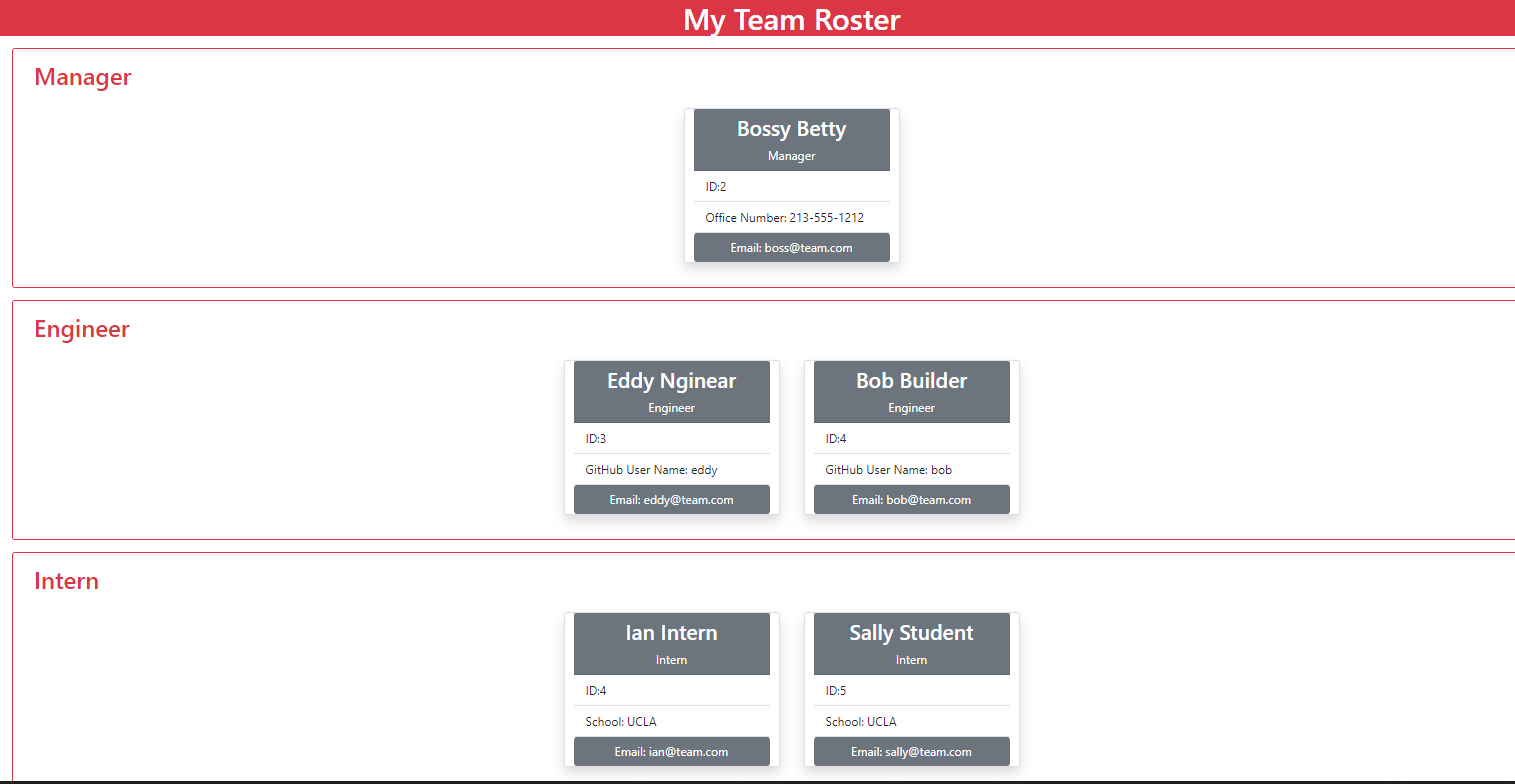 My Team Roster
Manager
Bossy Betty
Manager
ID:2
Office Number: 213-555-1212
Email: boss@team.com
Engineer
Eddy Nginear
Engineer
ID:3
GitHub User Name: eddy
Email: eddy@team.com
Bob Builder
Engineer
ID:4
GitHub User Name: bob
Email: bob@team.com
Intern
Ian Intern
Intern
ID:4
School: UCLA
Email: ian@team.com
Sally Student
Intern
ID:5
School: UCLA
Email: sally@team.com